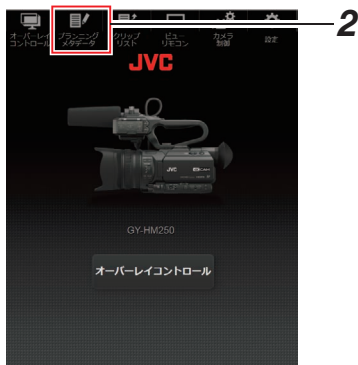 オーバーレイ
コントロール
プランニング
メタデータ
クリップ
リスト
ビュー
リモコン
カメラ
制御
設定
2
JVC
JVC
4KCAM
GY-HM250
オーバーレイコントロール